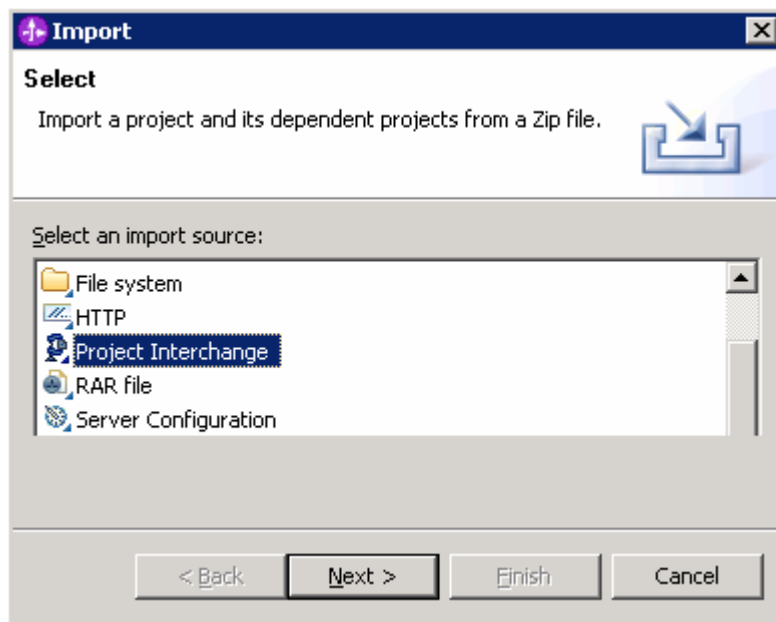 Import
Select
Import a project and its dependent projects from a Zip file.
Select an import source:
File system
HTTP
Project Interchange
RAR file
Server Configuration
< Back Next > Finish Cancel